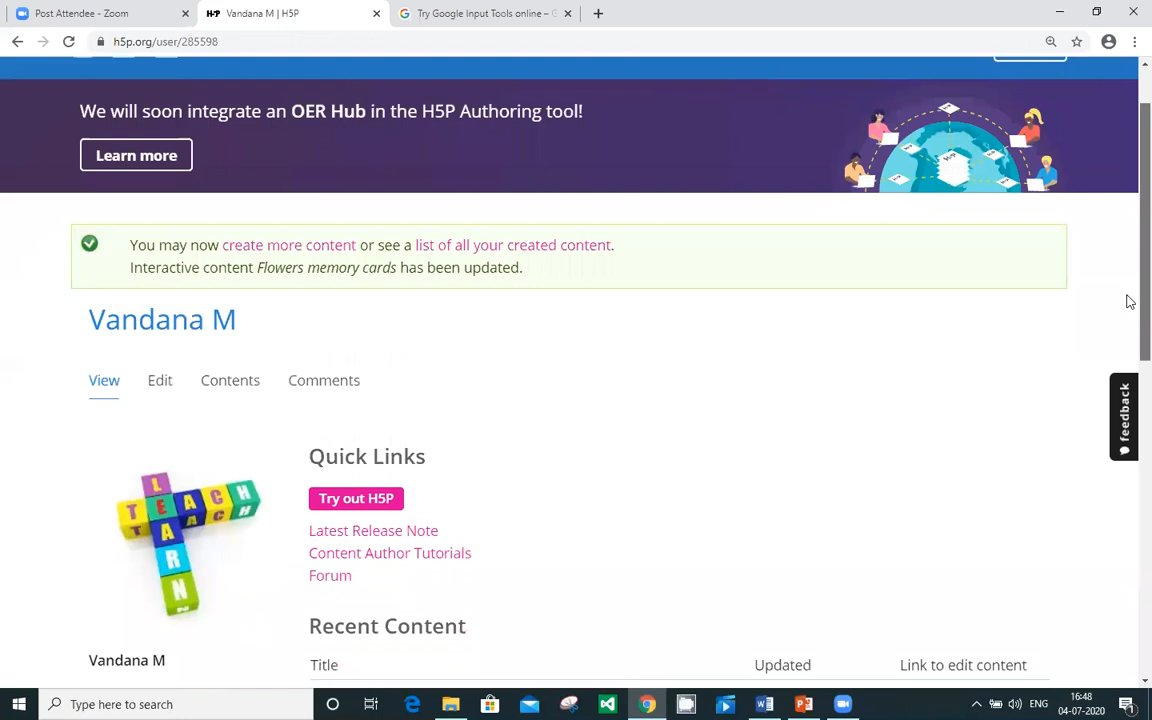 Post Attendee - Zoom
H-P Vandana M | H5P
Try Google Input Tools online –
h5p.org/user/285598
We will soon integrate an OER Hub in the H5P Authoring tool!
Learn more
You may now create more content or see a list of all your created content.
Interactive content Flowers memory cards has been updated.
Vandana M
View Edit Contents Comments
feedback
Quick Links
Try out H5P
Latest Release Note
Content Author Tutorials
Forum
TEACH
LEARN
Recent Content
Vandana M
Title Updated Link to edit content
Type here to search
ENG
16:48
04-07-2020